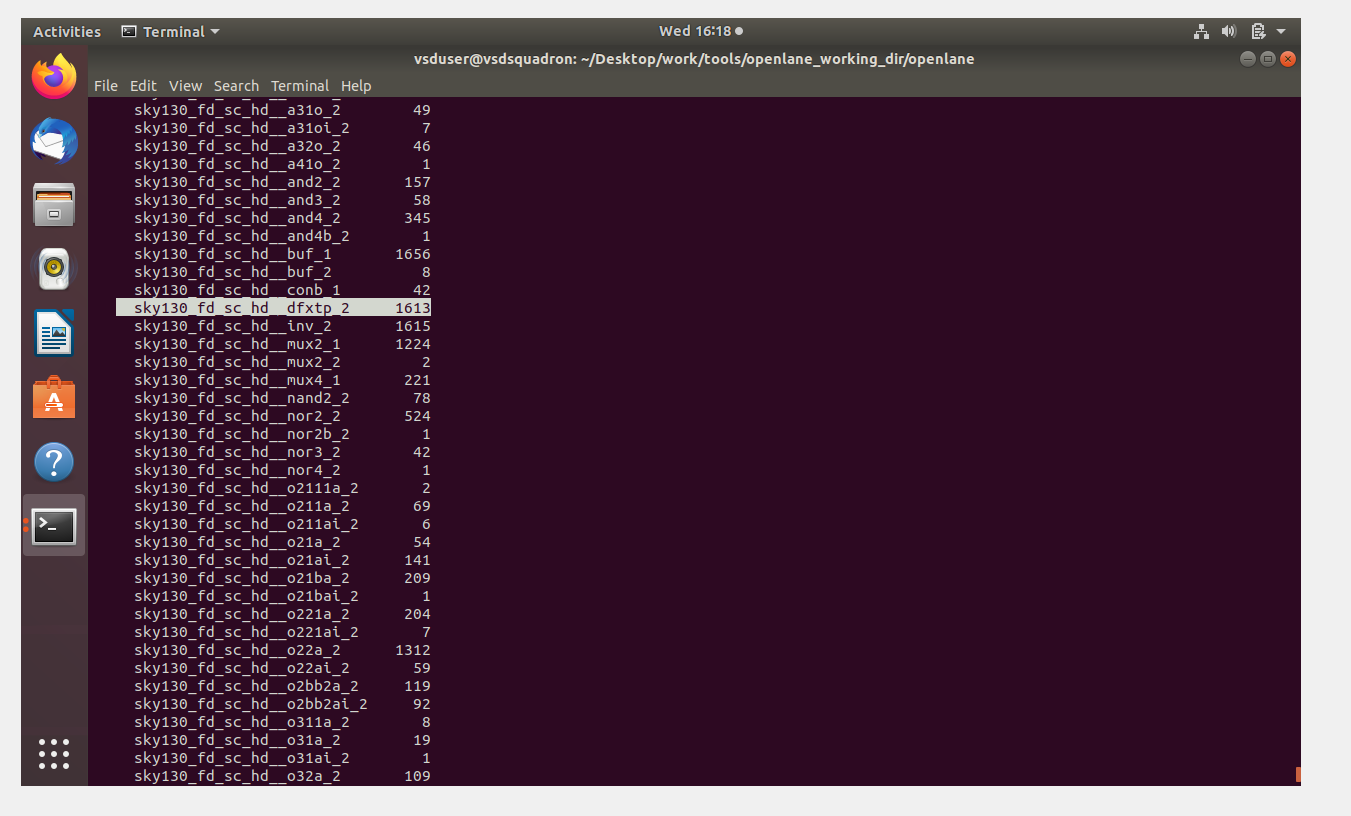 Activities Terminal Wed 16:18
vsduser@vsdsquadron: ~/Desktop/work/tools/openlane_working_dir/openlane
File Edit View Search Terminal Help
sky130_fd_sc_hd__a31o_2 49
sky130_fd_sc_hd__a31oi_2 7
sky130_fd_sc_hd__a32o_2 46
sky130_fd_sc_hd__a41o_2 1
sky130_fd_sc_hd__and2_2 157
sky130_fd_sc_hd__and3_2 58
sky130_fd_sc_hd__and4_2 345
sky130_fd_sc_hd__and4b_2 1
sky130_fd_sc_hd__buf_1 1656
sky130_fd_sc_hd__buf_2 8
sky130_fd_sc_hd__conb_1 42
sky130_fd_sc_hd__dfxtp_2 1613
sky130_fd_sc_hd__inv_2 1615
sky130_fd_sc_hd__mux2_1 1224
sky130_fd_sc_hd__mux2_2 2
sky130_fd_sc_hd__mux4_1 221
sky130_fd_sc_hd__nand2_2 78
sky130_fd_sc_hd__nor2_2 524
sky130_fd_sc_hd__nor2b_2 1
sky130_fd_sc_hd__nor3_2 42
sky130_fd_sc_hd__nor4_2 1
sky130_fd_sc_hd__o2111a_2 2
sky130_fd_sc_hd__o211a_2 69
sky130_fd_sc_hd__o211ai_2 6
sky130_fd_sc_hd__o21a_2 54
sky130_fd_sc_hd__o21ai_2 141
sky130_fd_sc_hd__o21ba_2 209
sky130_fd_sc_hd__o21bai_2 1
sky130_fd_sc_hd__o221a_2 204
sky130_fd_sc_hd__o221ai_2 7
sky130_fd_sc_hd__o22a_2 1312
sky130_fd_sc_hd__o22ai_2 59
sky130_fd_sc_hd__o2bb2a_2 119
sky130_fd_sc_hd__o2bb2ai_2 92
sky130_fd_sc_hd__o311a_2 8
sky130_fd_sc_hd__o31a_2 19
sky130_fd_sc_hd__o31ai_2 1
sky130_fd_sc_hd__o32a_2 109